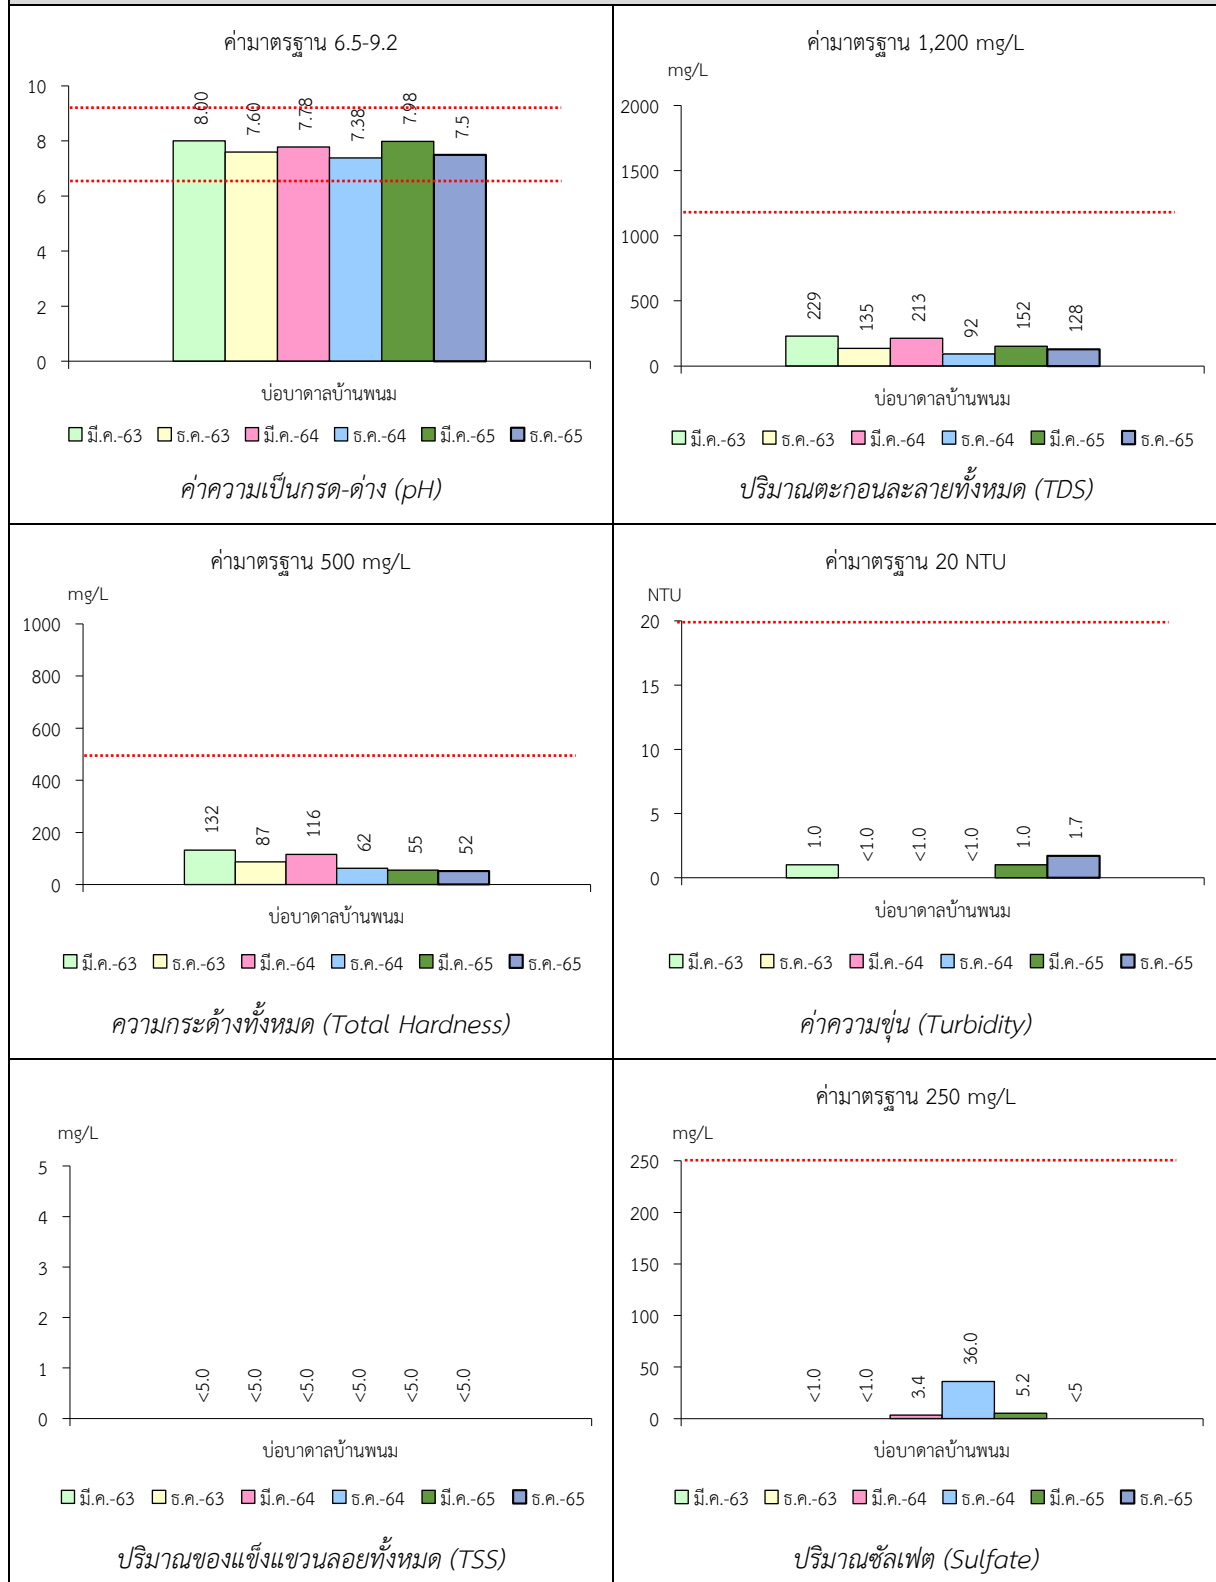 ค่ามาตรฐาน 6.5-9.2
10
8
6
4
2
0
8.00
7.60
7.78
7.38
7.98
7.5
บ่อบาดาลบ้านพนม
มี.ค.-63 ธ.ค.-63 มี.ค.-64 ธ.ค.-64 มี.ค.-65 ธ.ค.-65
ค่าความเป็นกรด-ด่าง (pH)
ค่ามาตรฐาน 1,200 mg/L
mg/L
2000
1500
1000
500
0
229
135
213
92
152
128
บ่อบาดาลบ้านพนม
มี.ค.-63 ธ.ค.-63 มี.ค.-64 ธ.ค.-64 มี.ค.-65 ธ.ค.-65
ปริมาณตะกอนละลายทั้งหมด (TDS)
ค่ามาตรฐาน 500 mg/L
mg/L
1000
800
600
400
200
0
132
87
116
62
55
52
บ่อบาดาลบ้านพนม
มี.ค.-63 ธ.ค.-63 มี.ค.-64 ธ.ค.-64 มี.ค.-65 ธ.ค.-65
ความกระด้างทั้งหมด (Total Hardness)
ค่ามาตรฐาน 20 NTU
NTU
20
15
10
5
0
1.0
<1.0
<1.0
<1.0
1.0
1.7
บ่อบาดาลบ้านพนม
มี.ค.-63 ธ.ค.-63 มี.ค.-64 ธ.ค.-64 มี.ค.-65 ธ.ค.-65
ค่าความขุ่น (Turbidity)
mg/L
5
4
3
2
1
0
<5.0
<5.0
<5.0
<5.0
<5.0
<5.0
บ่อบาดาลบ้านพนม
มี.ค.-63 ธ.ค.-63 มี.ค.-64 ธ.ค.-64 มี.ค.-65 ธ.ค.-65
ปริมาณของแข็งแขวนลอยทั้งหมด (TSS)
ค่ามาตรฐาน 250 mg/L
mg/L
250
200
150
100
50
0
<1.0
<1.0
3.4
36.0
5.2
<5
บ่อบาดาลบ้านพนม
มี.ค.-63 ธ.ค.-63 มี.ค.-64 ธ.ค.-64 มี.ค.-65 ธ.ค.-65
ปริมาณซัลเฟต (Sulfate)